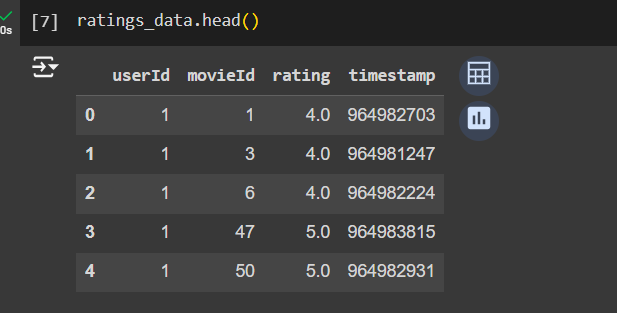 [7] ratings_data.head()
0s
userId movieId rating timestamp
0 1 1 4.0 964982703
1 1 3 4.0 964981247
2 1 6 4.0 964982224
3 1 47 5.0 964983815
4 1 50 5.0 964982931